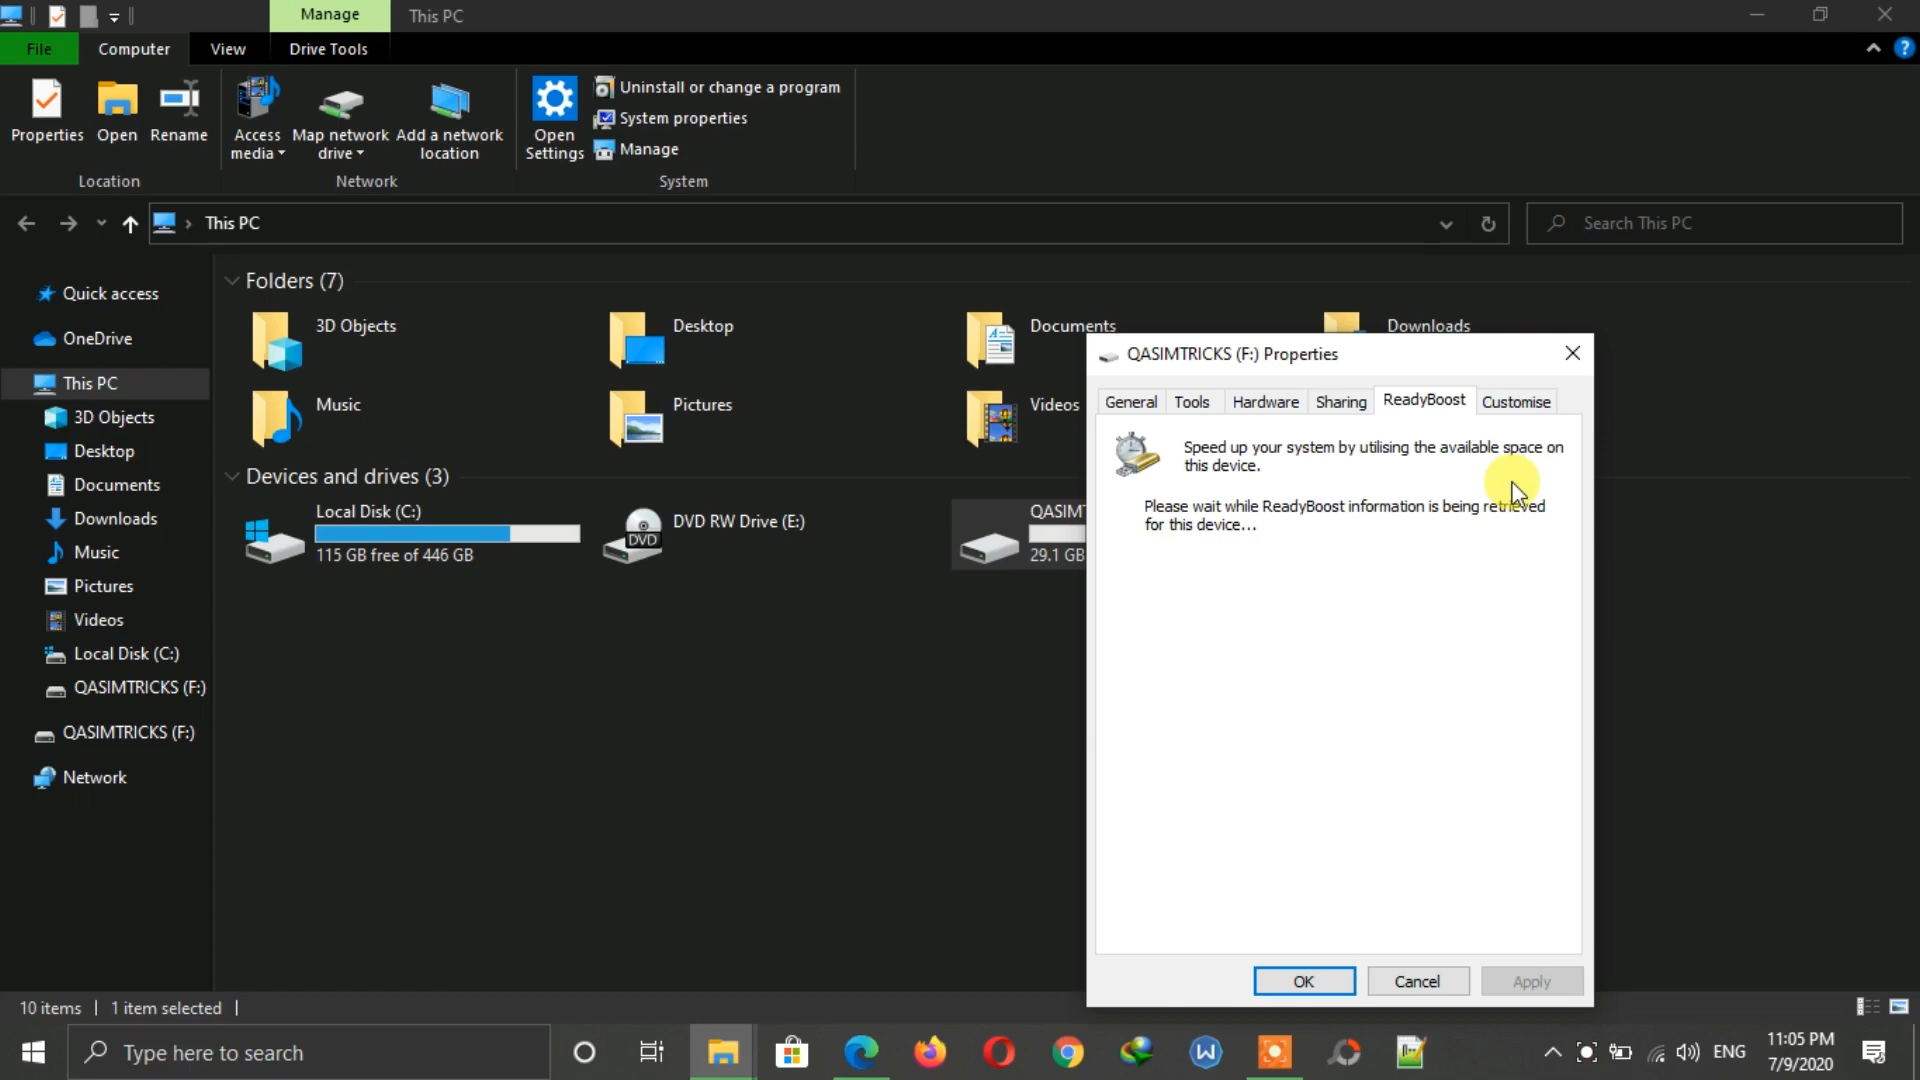 Manage
This PC
File
Computer
View
Drive Tools
Properties
Open
Rename
Access media
Map network drive
Add a network location
Open Settings
Uninstall or change a program
System properties
Manage
Location
Network
System
This PC
Search This PC
Quick access
OneDrive
This PC
3D Objects
Desktop
Documents
Downloads
Music
Pictures
Videos
Local Disk (C:)
QASIMTRICKS (F:)
QASIMTRICKS (F:)
Network
Folders (7)
3D Objects
Desktop
Documents
Downloads
Music
Pictures
Videos
Devices and drives (3)
Local Disk (C:)
115 GB free of 446 GB
DVD
DVD RW Drive (E:)
29.1 GB
QASIMTRICKS (F:) Properties
General
Tools
Hardware
Sharing
ReadyBoost
Customise
Speed up your system by utilising the available space on
this device.
Please wait while ReadyBoost information is being retrieved
for this device...
OK
Cancel
Apply
10 items
1 item selected
Type here to search
ENG
11:05 PM
7/9/2020